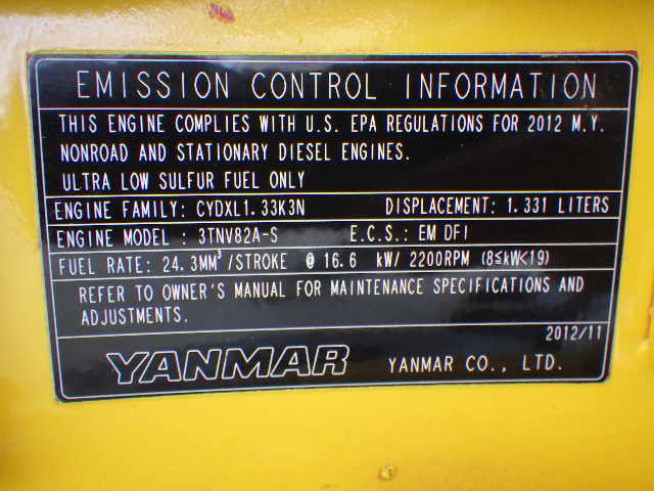 EMISSION CONTROL INFORMATION
THIS ENGINE COMPLIES WITH U.S. EPA REGULATIONS FOR 2012 M.Y.
NONROAD AND STATIONARY DIESEL ENGINES.
ULTRA LOW SULFUR FUEL ONLY
ENGINE FAMILY: CYDXL1.33K3N DISPLACEMENT: 1.331 LITERS
ENGINE MODEL : 3TNV82A-S E.C.S.: EM DFI
FUEL RATE: 24.3MM³/STROKE @ 16.6 kW/ 2200RPM (8≤kW<19)
REFER TO OWNER'S MANUAL FOR MAINTENANCE SPECIFICATIONS AND
ADJUSTMENTS.
2012/11
YANMAR YANMAR CO., LTD.